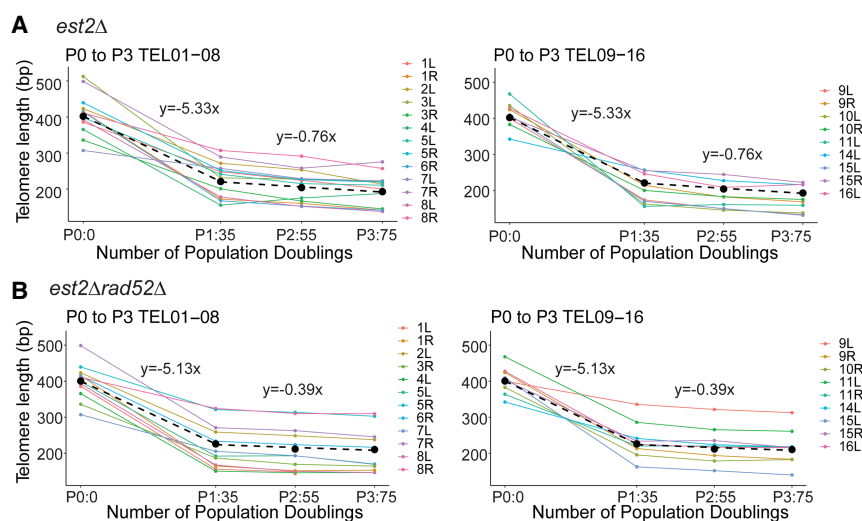 A est2Δ
P0 to P3 TEL01−08
Telomere length (bp)
500
400
300
200
y=-5.33x
y=-0.76x
P0:0 P1:35 P2:55 P3:75
Number of Population Doublings
1L
1R
2L
3L
3R
4L
5L
5R
6R
7L
7R
8L
8R
P0 to P3 TEL09−16
500
400
300
200
y=-5.33x
y=-0.76x
P0:0 P1:35 P2:55 P3:75
Number of Population Doublings
9L
9R
10L
10R
11L
14L
15L
15R
16L
B est2Δrad52Δ
P0 to P3 TEL01−08
Telomere length (bp)
500
400
300
200
y=-5.13x
y=-0.39x
P0:0 P1:35 P2:55 P3:75
Number of Population Doublings
1L
1R
2L
3R
4L
5L
5R
6R
7L
7R
8L
8R
P0 to P3 TEL09−16
500
400
300
200
y=-5.13x
y=-0.39x
P0:0 P1:35 P2:55 P3:75
Number of Population Doublings
9L
9R
10R
11L
11R
14L
15L
15R
16L